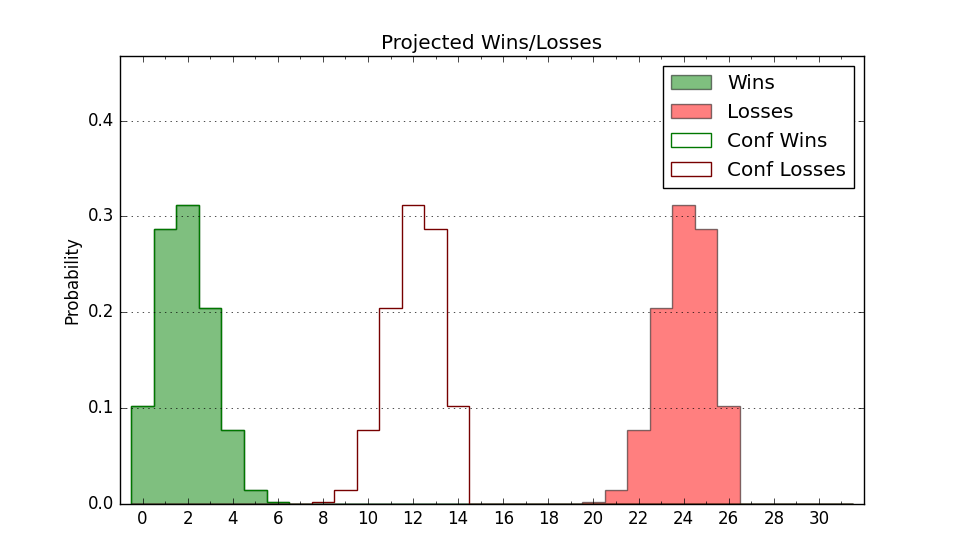 Projected Wins/Losses
Wins
Losses
Conf Wins
Conf Losses
Probability
0.4
0.3
0.2
0.1
0.0
0 2 4 6 8 10 12 14 16 18 20 22 24 26 28 30